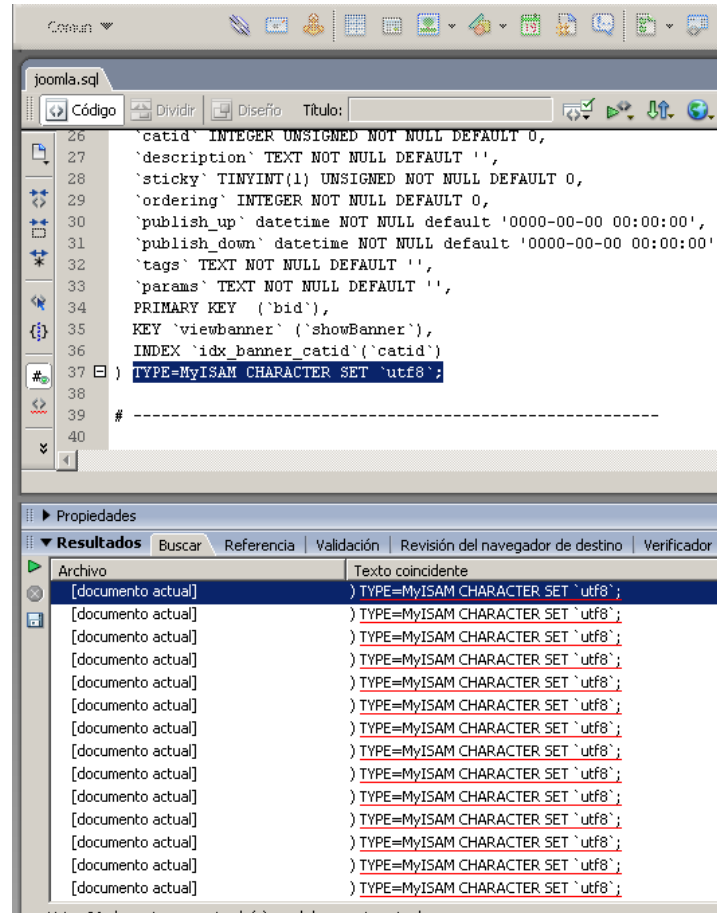 Común
joomla.sql
Código Dividir Diseño Título:
26 `catid` INTEGER UNSIGNED NOT NULL DEFAULT 0,
27 `description` TEXT NOT NULL DEFAULT '',
28 `sticky` TINYINT(1) UNSIGNED NOT NULL DEFAULT 0,
29 `ordering` INTEGER NOT NULL DEFAULT 0,
30 `publish_up` datetime NOT NULL default '0000-00-00 00:00:00',
31 `publish_down` datetime NOT NULL default '0000-00-00 00:00:00'
32 `tags` TEXT NOT NULL DEFAULT '',
33 `params` TEXT NOT NULL DEFAULT '',
34 PRIMARY KEY  (`bid`),
35 KEY `viewbanner` (`showBanner`),
36 INDEX `idx_banner_catid`(`catid`)
37 ) TYPE=MyISAM CHARACTER SET `utf8`;
38
39 # -------------------------------------------------------
40
Propiedades
Resultados Buscar Referencia Validación Revisión del navegador de destino Verificador
Archivo Texto coincidente
[documento actual] ) TYPE=MyISAM CHARACTER SET `utf8`;
[documento actual] ) TYPE=MyISAM CHARACTER SET `utf8`;
[documento actual] ) TYPE=MyISAM CHARACTER SET `utf8`;
[documento actual] ) TYPE=MyISAM CHARACTER SET `utf8`;
[documento actual] ) TYPE=MyISAM CHARACTER SET `utf8`;
[documento actual] ) TYPE=MyISAM CHARACTER SET `utf8`;
[documento actual] ) TYPE=MyISAM CHARACTER SET `utf8`;
[documento actual] ) TYPE=MyISAM CHARACTER SET `utf8`;
[documento actual] ) TYPE=MyISAM CHARACTER SET `utf8`;
[documento actual] ) TYPE=MyISAM CHARACTER SET `utf8`;
[documento actual] ) TYPE=MyISAM CHARACTER SET `utf8`;
[documento actual] ) TYPE=MyISAM CHARACTER SET `utf8`;
[documento actual] ) TYPE=MyISAM CHARACTER SET `utf8`;
[documento actual] ) TYPE=MyISAM CHARACTER SET `utf8`;